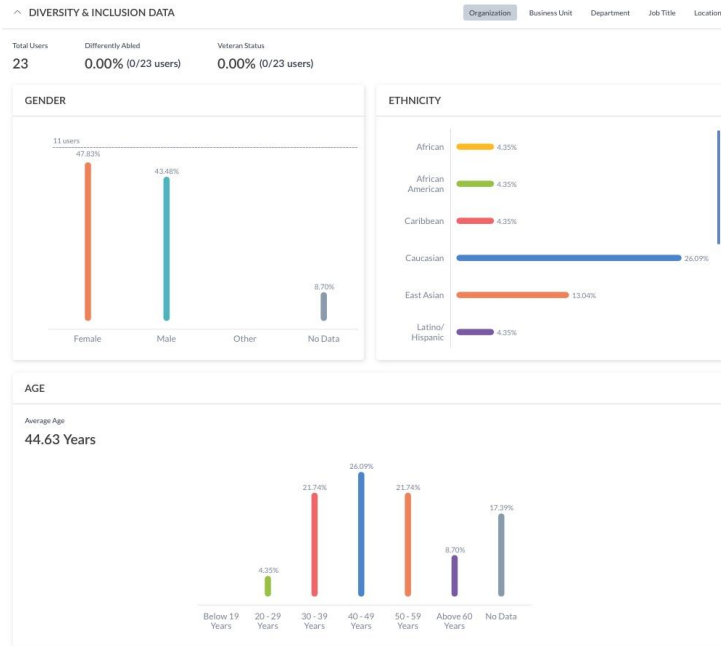 DIVERSITY & INCLUSION DATA
Organization Business Unit Department Job Title Location
Total Users Differently Abled Veteran Status
23 0.00% (0/23 users) 0.00% (0/23 users)
GENDER
11 users
47.83%
43.48%
8.70%
Female Male Other No Data
ETHNICITY
African 4.35%
African
American
4.35%
Caribbean 4.35%
Caucasian 26.09%
East Asian 13.04%
Latino/
Hispanic
4.35%
AGE
Average Age
44.63 Years
4.35%
21.74%
26.09%
21.74%
8.70%
17.39%
Below 19 20 - 29 30 - 39 40 - 49 50 - 59 Above 60 No Data
Years Years Years Years Years Years